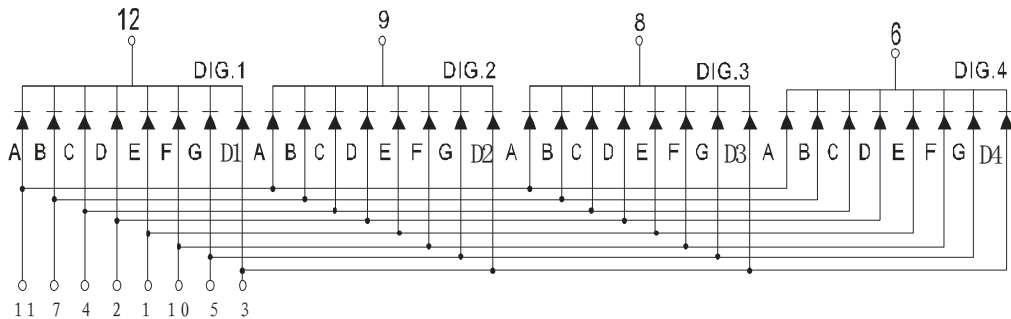 12 9 8 6
DIG.1 DIG.2 DIG.3 DIG.4
A B C D E F G D1 A B C D E F G D2 A B C D E F G D3 A B C D E F G D4
11 7 4 2 1 10 5 3